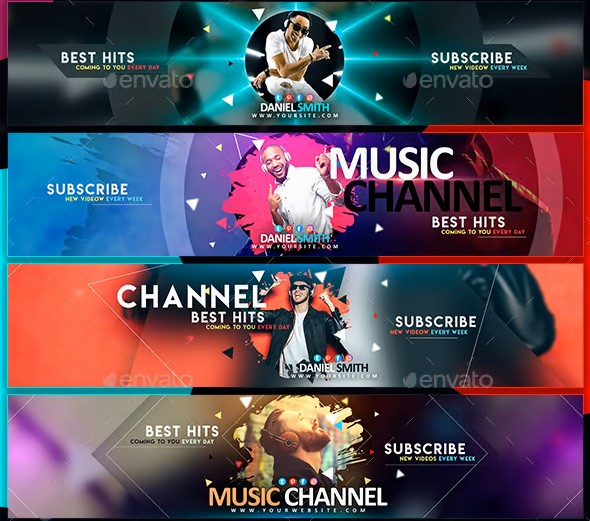 BEST HITS
COMING TO YOU EVERY DAY
SUBSCRIBE
NEW VIDEOW EVERY WEEK
envato
envato
DANIEL SMITH
WWW.YOURSITE.COM
MUSIC
CHANNEL
SUBSCRIBE
NEW VIDEOW EVERY WEEK
BEST HITS
COMING TO YOU EVERY DAY
DANIEL SMITH
WWW.YOURSITE.COM
CHANNEL
BEST HITS
COMING TO YOU EVERY DAY
SUBSCRIBE
NEW VIDEOW EVERY WEEK
DANIEL SMITH
WWW.YOURSITE.COM
envato
envato
BEST HITS
COMING TO YOU EVERY DAY
SUBSCRIBE
NEW VIDEOS EVERY WEEK
MUSIC CHANNEL
WWW.YOURWEBSITE.COM